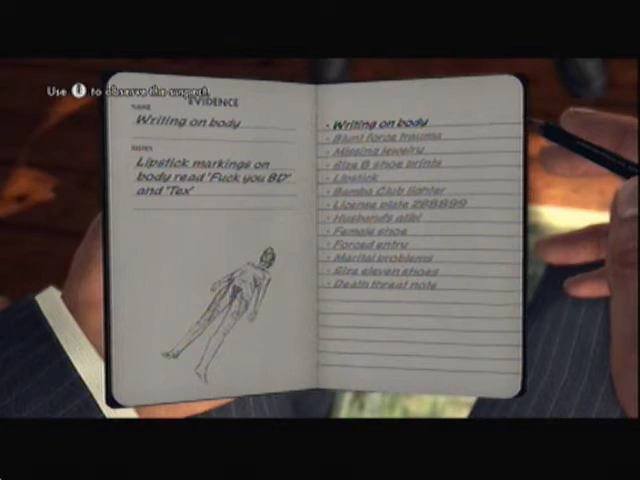 Use L to observe the suspect.
EVIDENCE
NAME
Writing on body
NOTES
Lipstick markings on
body read 'Fuck you BD'
and 'Tex'
- Writing on body
- Blunt force trauma
- Missing jewelry
- Size 8 shoe prints
- Lipstick
- Bamba Club lighter
- License plate 2B8899
- Husband's alibi
- Female shoe
- Forced entry
- Marital problems
- Size eleven shoes
- Death threat note